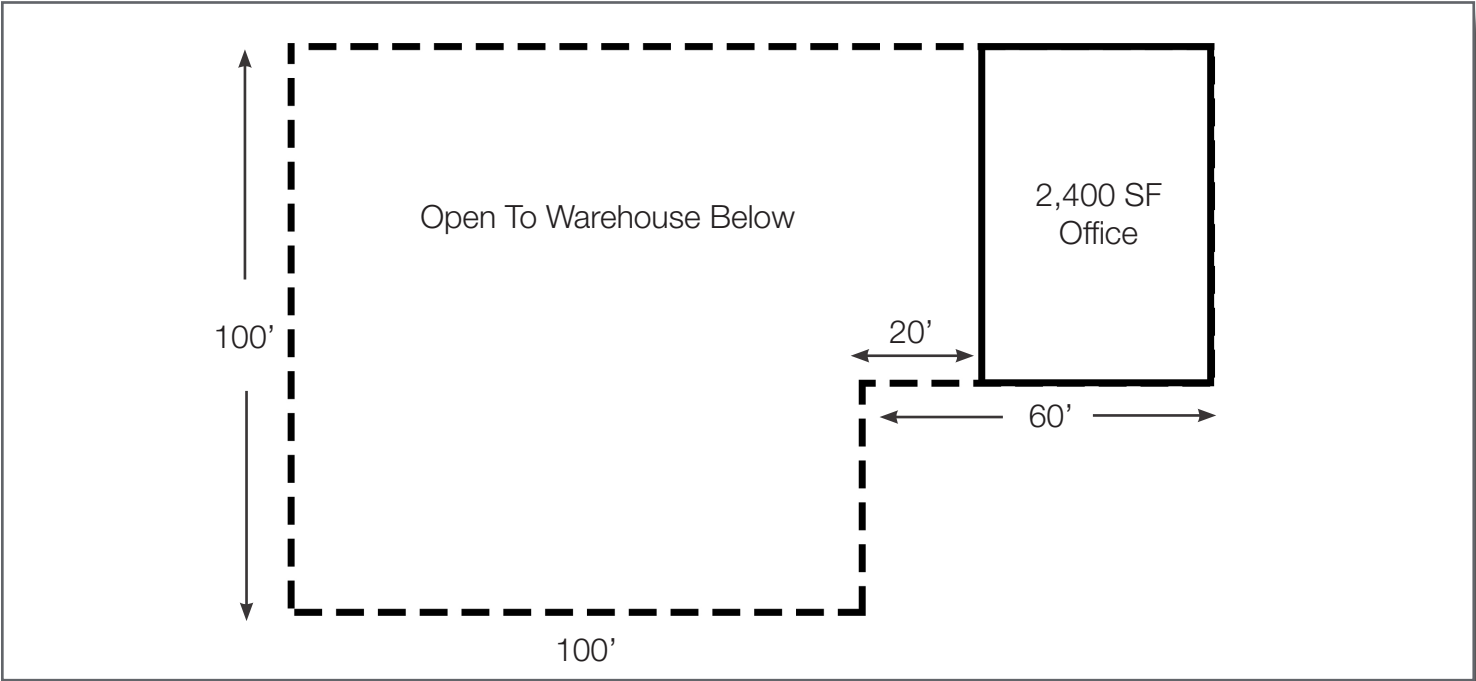 2,400 SF
Office
Open To Warehouse Below
20’
100’
60’
100’